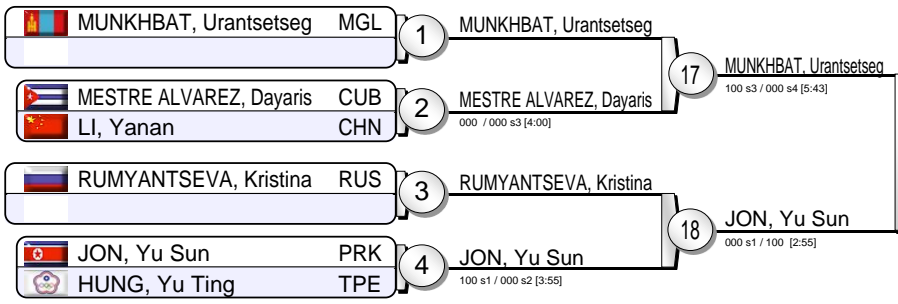 MUNKHBAT, Urantsetseg MGL
1
MUNKHBAT, Urantsetseg
MESTRE ALVAREZ, Dayaris CUB
LI, Yanan CHN
2
MESTRE ALVAREZ, Dayaris
000 / 000 s3 [4:00]
17
MUNKHBAT, Urantsetseg
100 s3 / 000 s4 [5:43]
RUMYANTSEVA, Kristina RUS
3
RUMYANTSEVA, Kristina
JON, Yu Sun PRK
HUNG, Yu Ting TPE
4
JON, Yu Sun
100 s1 / 000 s2 [3:55]
18
JON, Yu Sun
000 s1 / 100 [2:55]